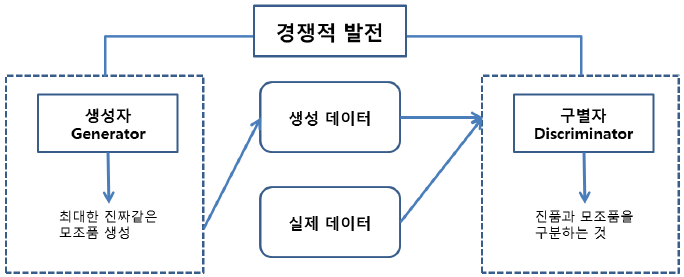 경쟁적 발전
생성자
Generator
최대한 진짜같은
모조품 생성
생성 데이터
실제 데이터
구별자
Discriminator
진품과 모조품을
구분하는 것